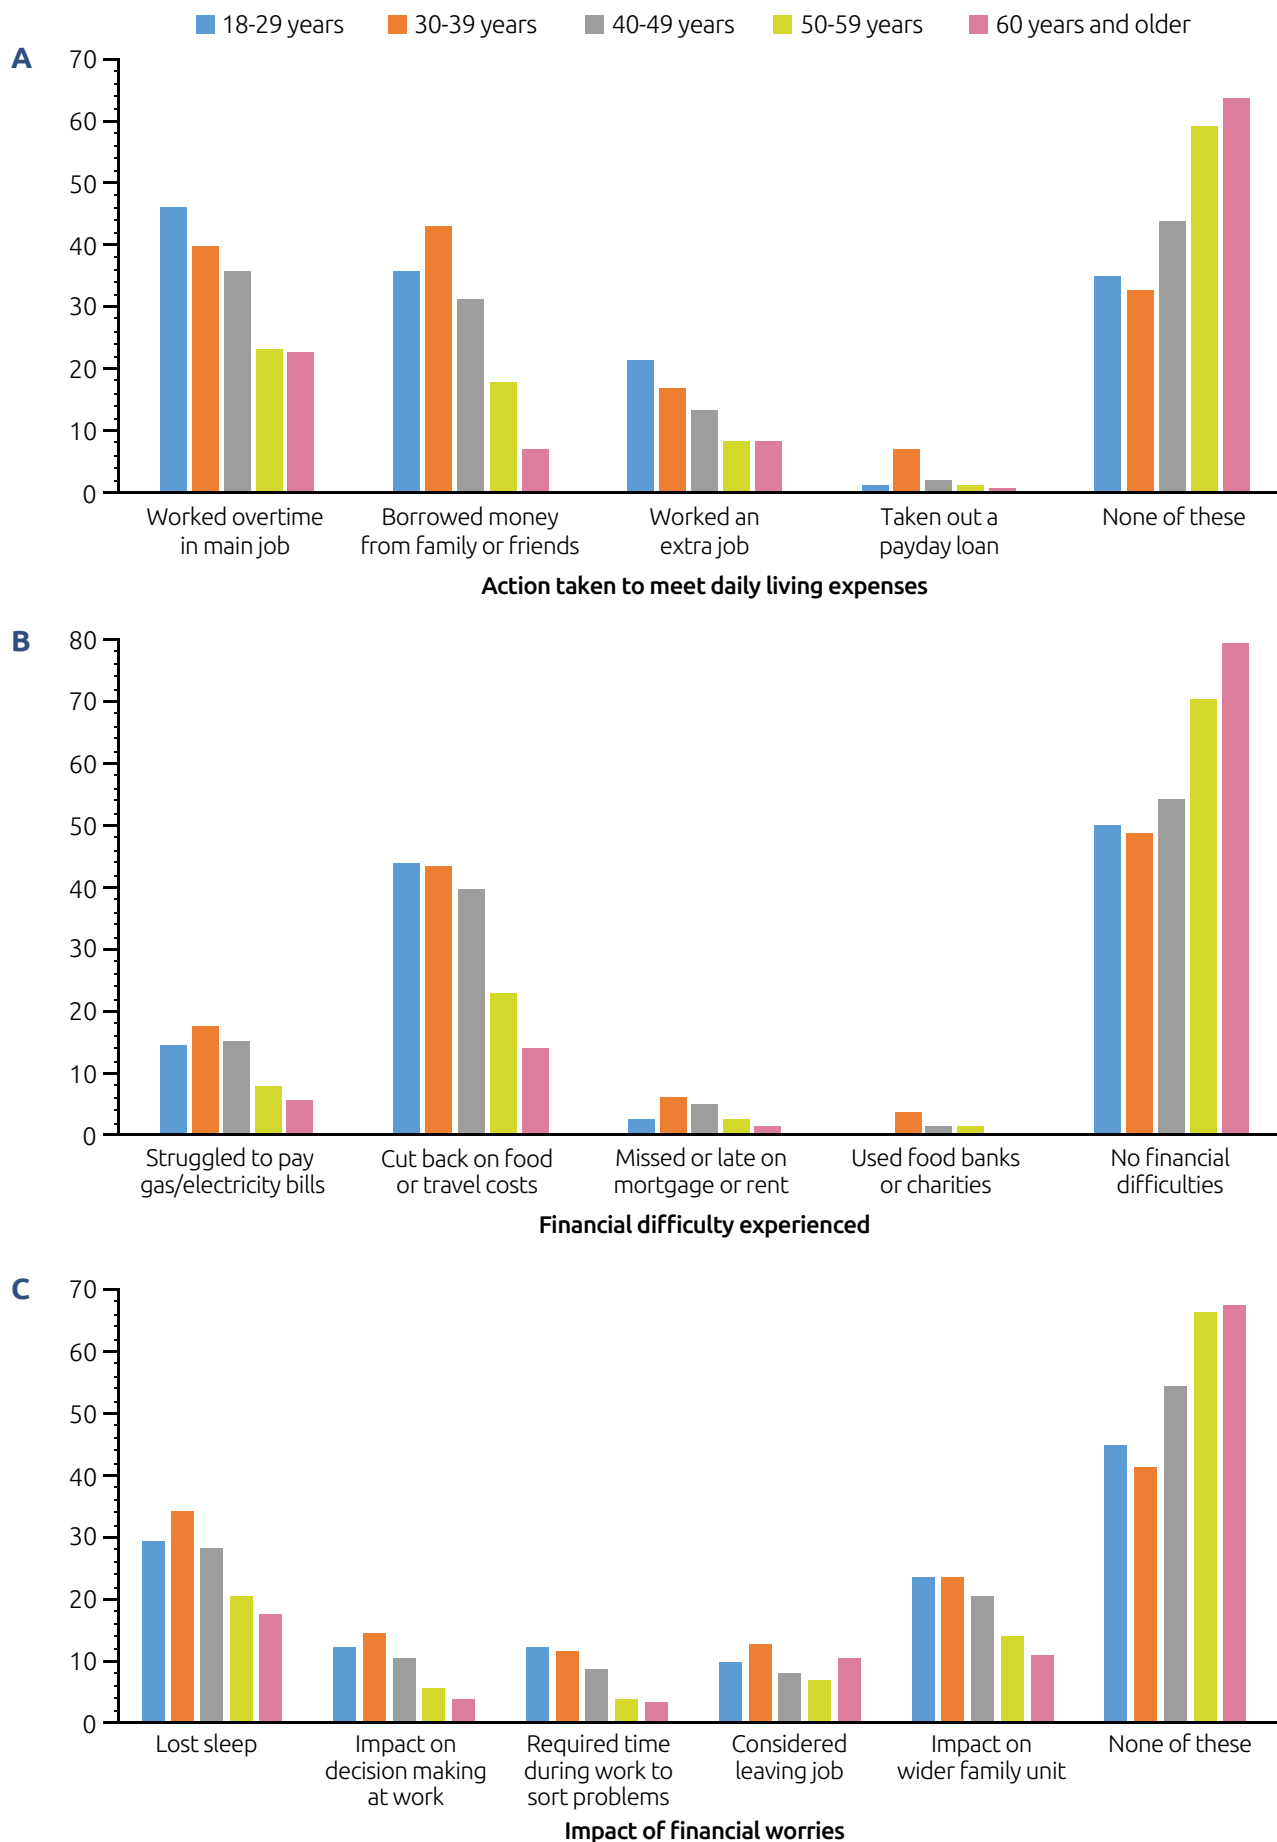 18-29 years 30-39 years 40-49 years 50-59 years 60 years and older
A
70
60
50
40
30
20
10
0
Worked overtime
in main job
Borrowed money
from family or friends
Worked an
extra job
Taken out a
payday loan
None of these
Action taken to meet daily living expenses
B
80
70
60
50
40
30
20
10
0
Struggled to pay
gas/electricity bills
Cut back on food
or travel costs
Missed or late on
mortgage or rent
Used food banks
or charities
No financial
difficulties
Financial difficulty experienced
C
70
60
50
40
30
20
10
0
Lost sleep
Impact on
decision making
at work
Required time
during work to
sort problems
Considered
leaving job
Impact on
wider family unit
None of these
Impact of financial worries